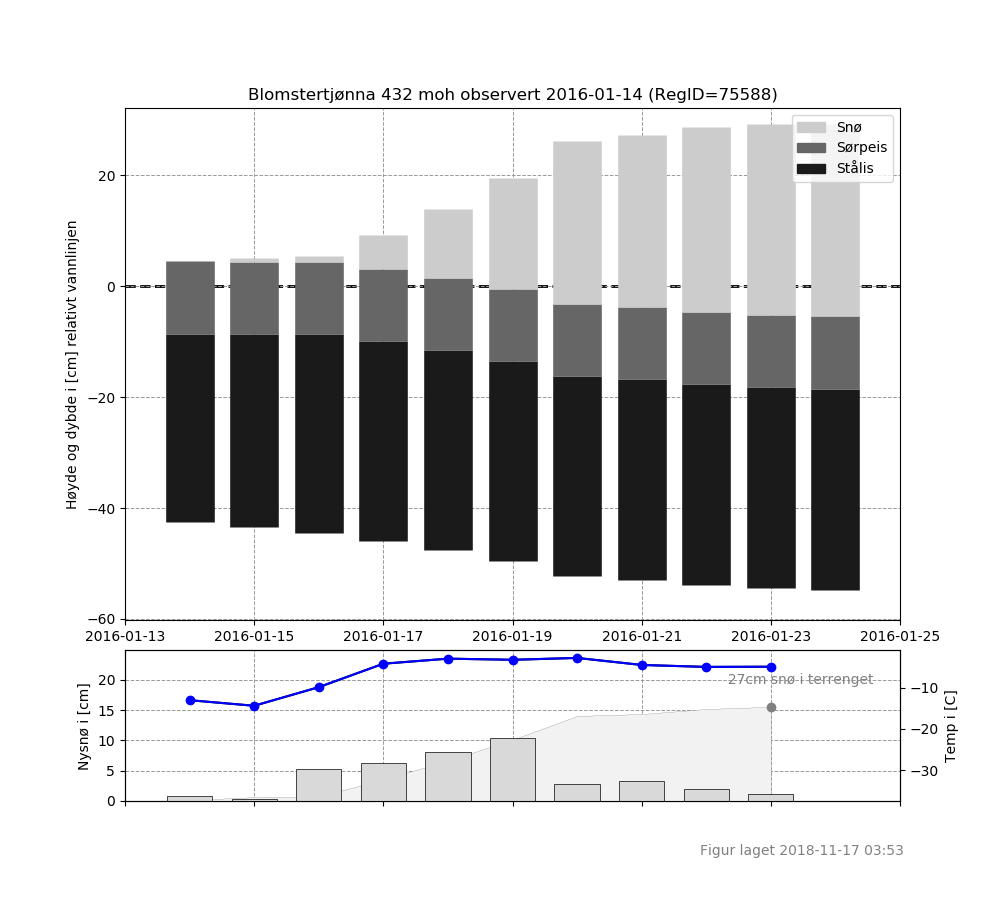 Blomstertjønna 432 moh observert 2016-01-14 (RegID=75588)
Snø
Sørpeis
Stålis
Høyde og dybde i [cm] relativt vannlinjen
20
0
−20
−40
−60
2016-01-13 2016-01-15 2016-01-17 2016-01-19 2016-01-21 2016-01-23 2016-01-25
27cm snø i terrenget
Nysnø i [cm]
20
15
10
5
0
−10
−20
−30
Temp i [C]
Figur laget 2018-11-17 03:53